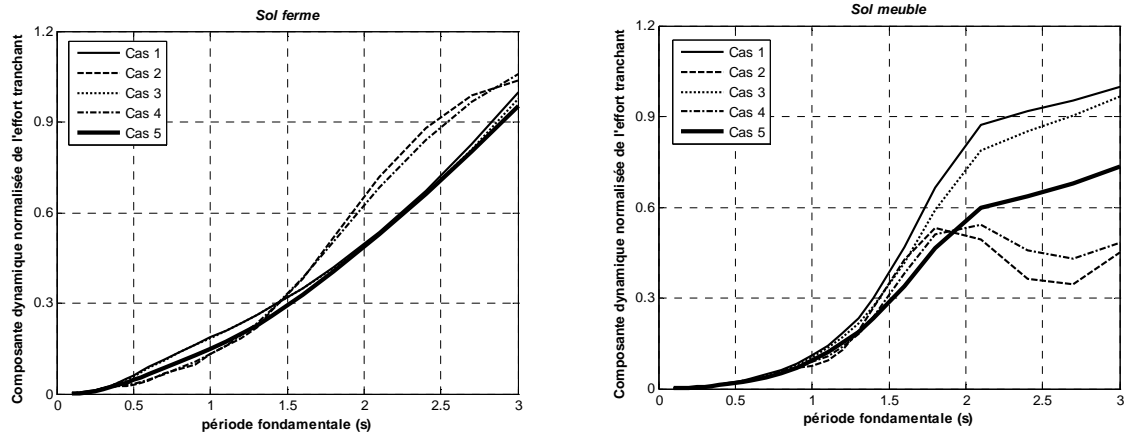 Sol ferme
Composante dynamique normalisée de l'effort tranchant
1.2
0.9
0.6
0.3
0
Cas 1
Cas 2
Cas 3
Cas 4
Cas 5
0 0.5 1 1.5 2 2.5 3
période fondamentale (s)
Sol meuble
Composante dynamique normalisée de l'effort tranchant
1.2
0.9
0.6
0.3
0
Cas 1
Cas 2
Cas 3
Cas 4
Cas 5
0 0.5 1 1.5 2 2.5 3
période fondamentale (s)